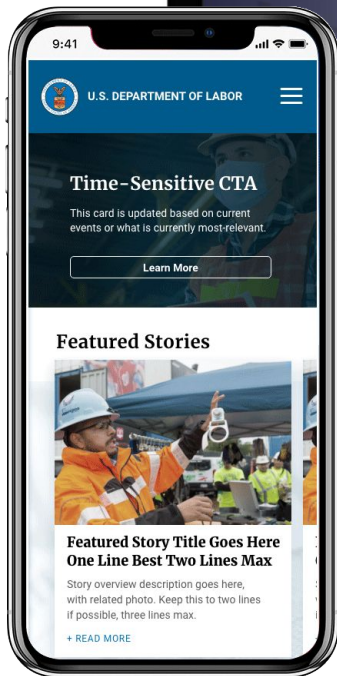 9:41
U.S. DEPARTMENT OF LABOR
Time-Sensitive CTA
This card is updated based on current
events or what is currently most-relevant.
Learn More
Featured Stories
Featured Story Title Goes Here
One Line Best Two Lines Max
Story overview description goes here,
with related photo. Keep this to two lines
if possible, three lines max.
+ READ MORE